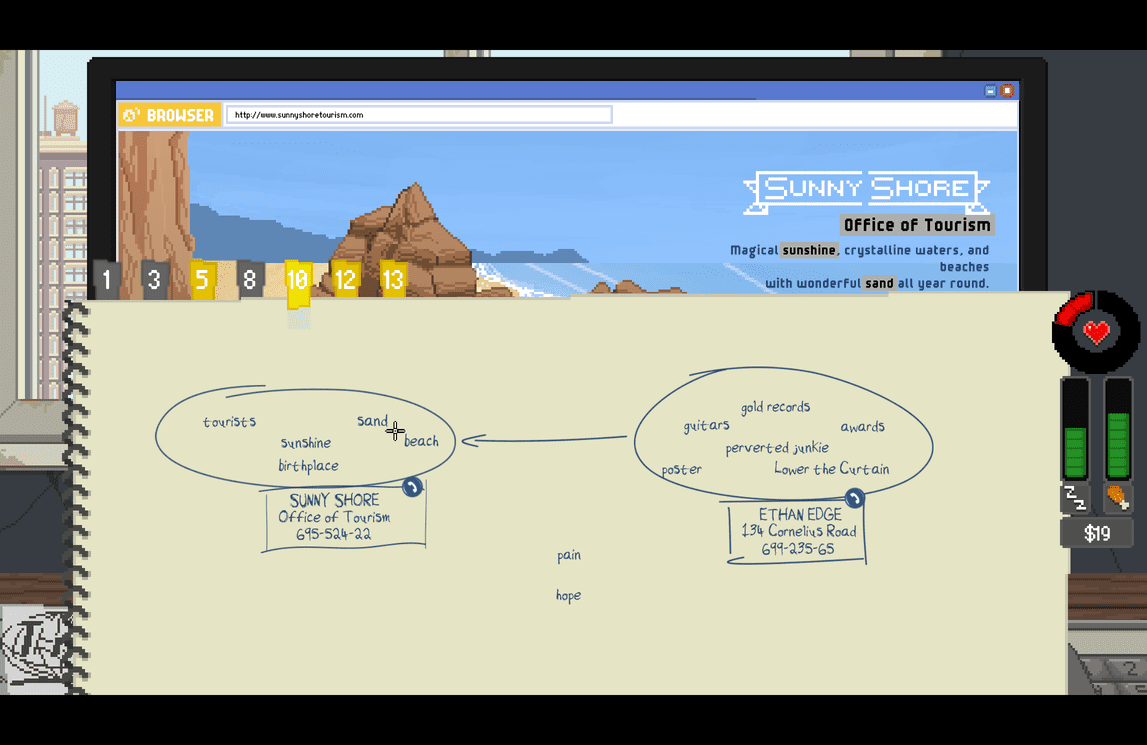 BROWSER
http://www.sunnyshoretourism.com
SUNNY SHORE
Office of Tourism
Magical sunshine, crystalline waters, and
beaches
with wonderful sand all year round.
1 3 5 8 10 12 13
tourists sand
sunshine beach
birthplace
SUNNY SHORE
Office of Tourism
695-524-22
gold records
guitars awards
perverted junkie
poster Lower the Curtain
ETHAN EDGE
134 Cornelius Road
699-235-65
pain
hope
Z Z Z
$19
2